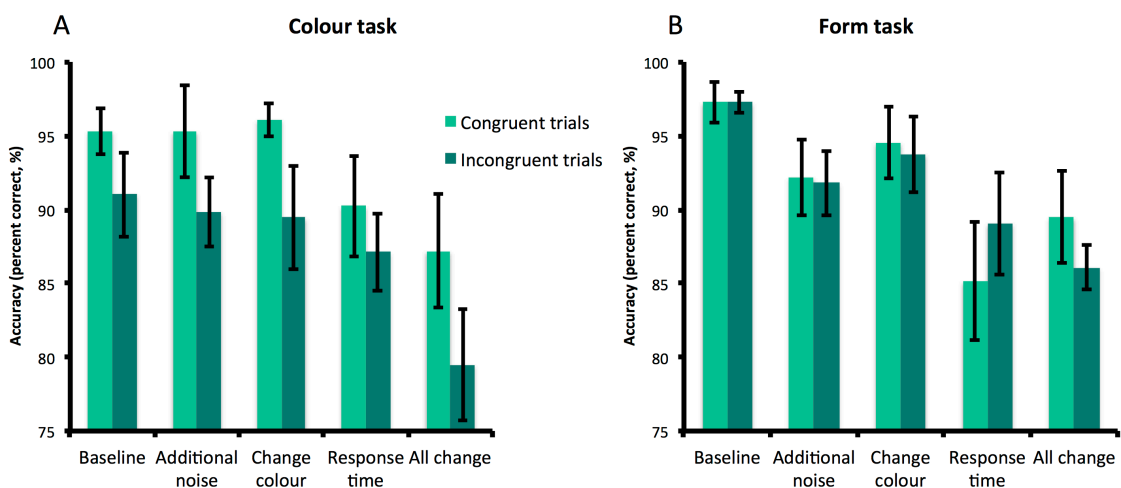 A
Colour task
Accuracy (percent correct, %)
100
95
90
85
80
75
Congruent trials
Incongruent trials
Baseline
Additional
noise
Change
colour
Response
time
All change
B
Form task
Accuracy (percent correct, %)
100
95
90
85
80
75
Baseline
Additional
noise
Change
colour
Response
time
All change